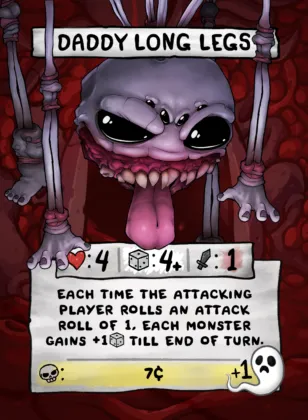 DADDY LONG LEGS
:4 :4+ :1
EACH TIME THE ATTACKING
PLAYER ROLLS AN ATTACK
ROLL OF 1, EACH MONSTER
GAINS +1 TILL END OF TURN.
: 7¢ +1